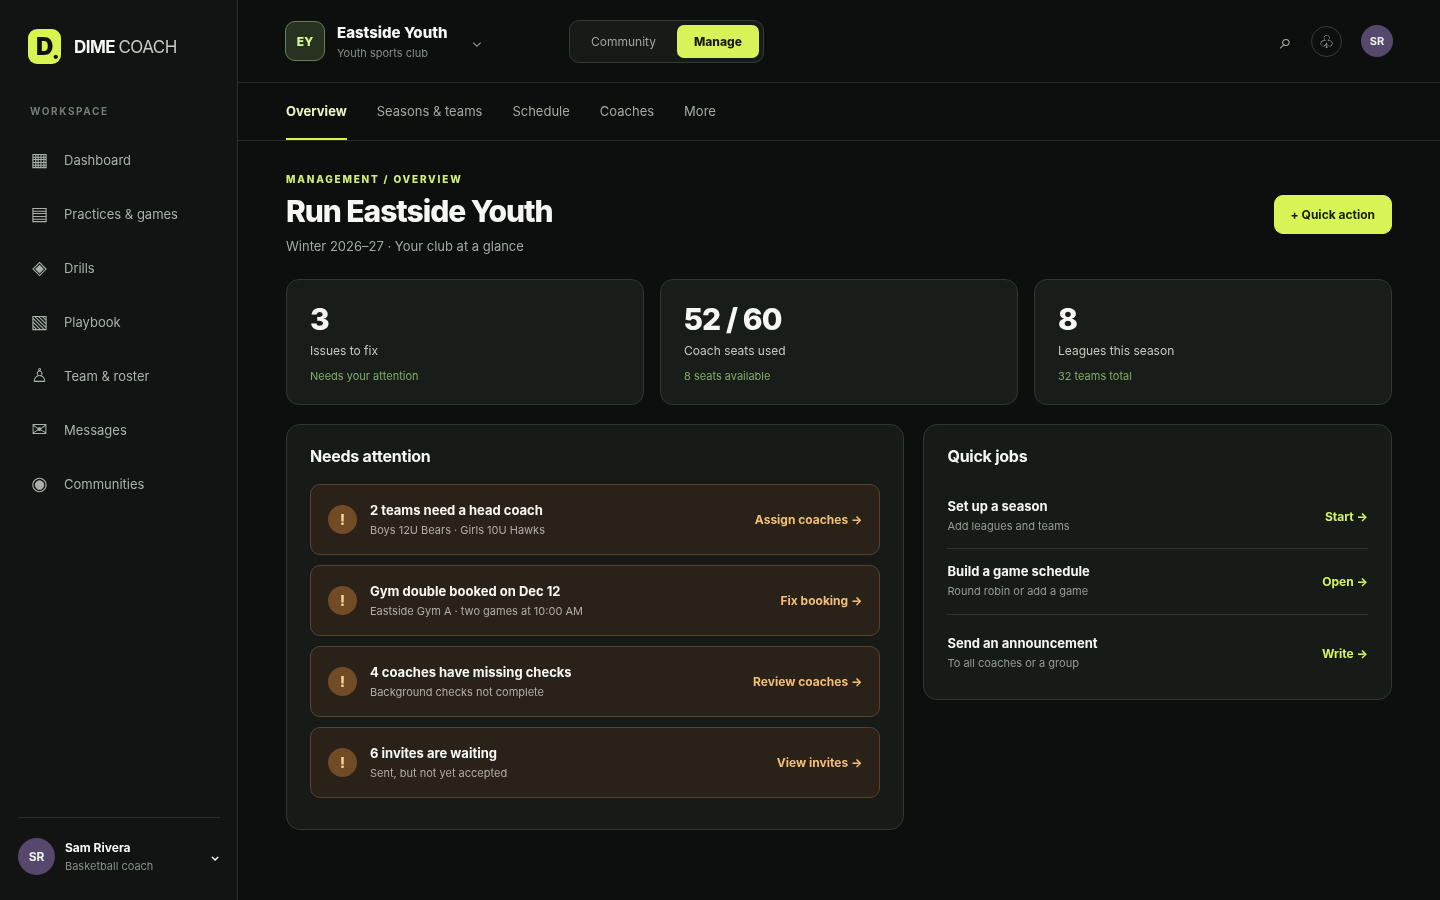 D.
DIME COACH
WORKSPACE
Dashboard
Practices & games
Drills
Playbook
Team & roster
Messages
Communities
SR
Sam Rivera
Basketball coach
EY
Eastside Youth
Youth sports club
Community
Manage
SR
Overview
Seasons & teams
Schedule
Coaches
More
MANAGEMENT / OVERVIEW
Run Eastside Youth
Winter 2026–27 · Your club at a glance
+ Quick action
3
Issues to fix
Needs your attention
52 / 60
Coach seats used
8 seats available
8
Leagues this season
32 teams total
Needs attention
!
2 teams need a head coach
Boys 12U Bears · Girls 10U Hawks
Assign coaches →
!
Gym double booked on Dec 12
Eastside Gym A · two games at 10:00 AM
Fix booking →
!
4 coaches have missing checks
Background checks not complete
Review coaches →
!
6 invites are waiting
Sent, but not yet accepted
View invites →
Quick jobs
Set up a season
Add leagues and teams
Start →
Build a game schedule
Round robin or add a game
Open →
Send an announcement
To all coaches or a group
Write →